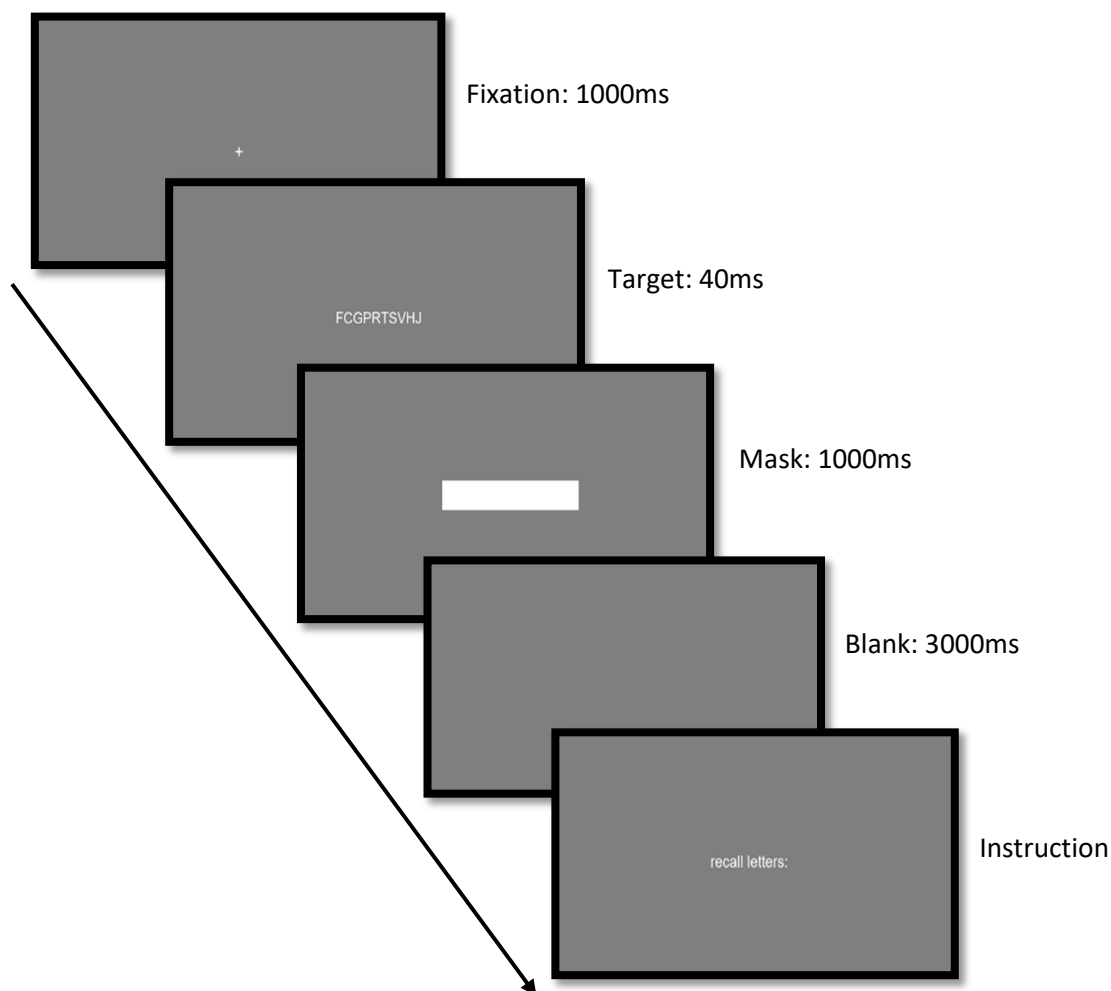 Fixation: 1000ms
+
Target: 40ms
FCGPRTSVHJ
Mask: 1000ms
Blank: 3000ms
Instruction
recall letters: